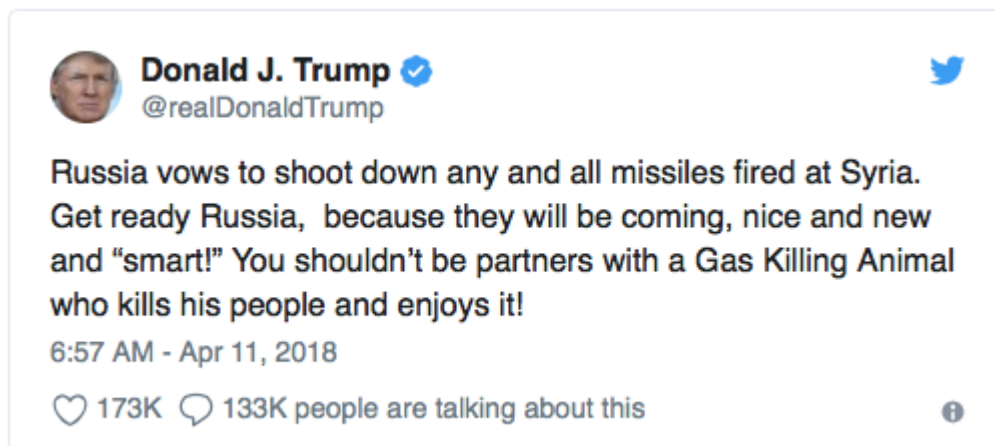 Donald J. Trump
@realDonaldTrump
Russia vows to shoot down any and all missiles fired at Syria.
Get ready Russia,  because they will be coming, nice and new
and “smart!” You shouldn’t be partners with a Gas Killing Animal
who kills his people and enjoys it!
6:57 AM - Apr 11, 2018
173K 133K people are talking about this